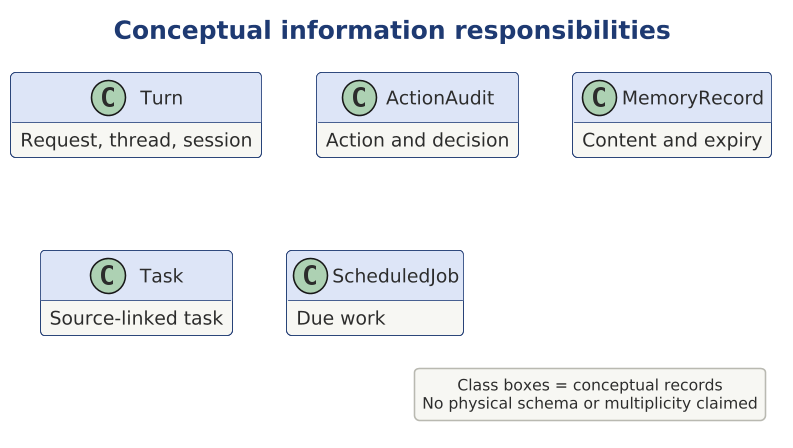 Conceptual information responsibilities
C Turn
Request, thread, session
C ActionAudit
Action and decision
C MemoryRecord
Content and expiry
C Task
Source-linked task
C ScheduledJob
Due work
Class boxes = conceptual records
No physical schema or multiplicity claimed